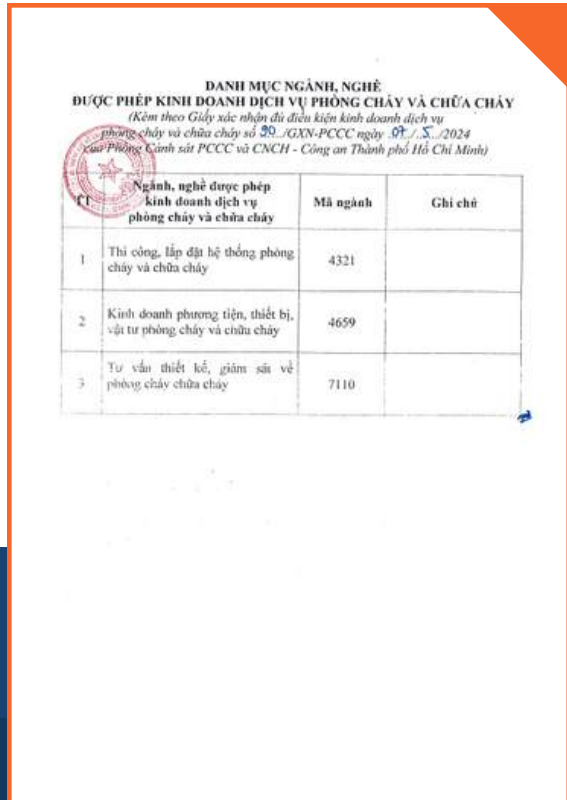 DANH MỤC NGÀNH, NGHỀ
ĐƯỢC PHÉP KINH DOANH DỊCH VỤ PHÒNG CHÁY VÀ CHỮA CHÁY
(Kèm theo Giấy xác nhận đủ điều kiện kinh doanh dịch vụ
phòng cháy và chữa cháy số 90../GXN-PCCC ngày .07./..5../2024
của Phòng Cảnh sát PCCC và CNCH - Công an Thành phố Hồ Chí Minh)
TT
Ngành, nghề được phép
kinh doanh dịch vụ
phòng cháy và chữa cháy
Mã ngành
Ghi chú
1
Thi công, lắp đặt hệ thống phòng
cháy và chữa cháy
4321
2
Kinh doanh phương tiện, thiết bị,
vật tư phòng cháy và chữa cháy
4659
3
Tư vấn thiết kế, giám sát về
phòng cháy chữa cháy
7110